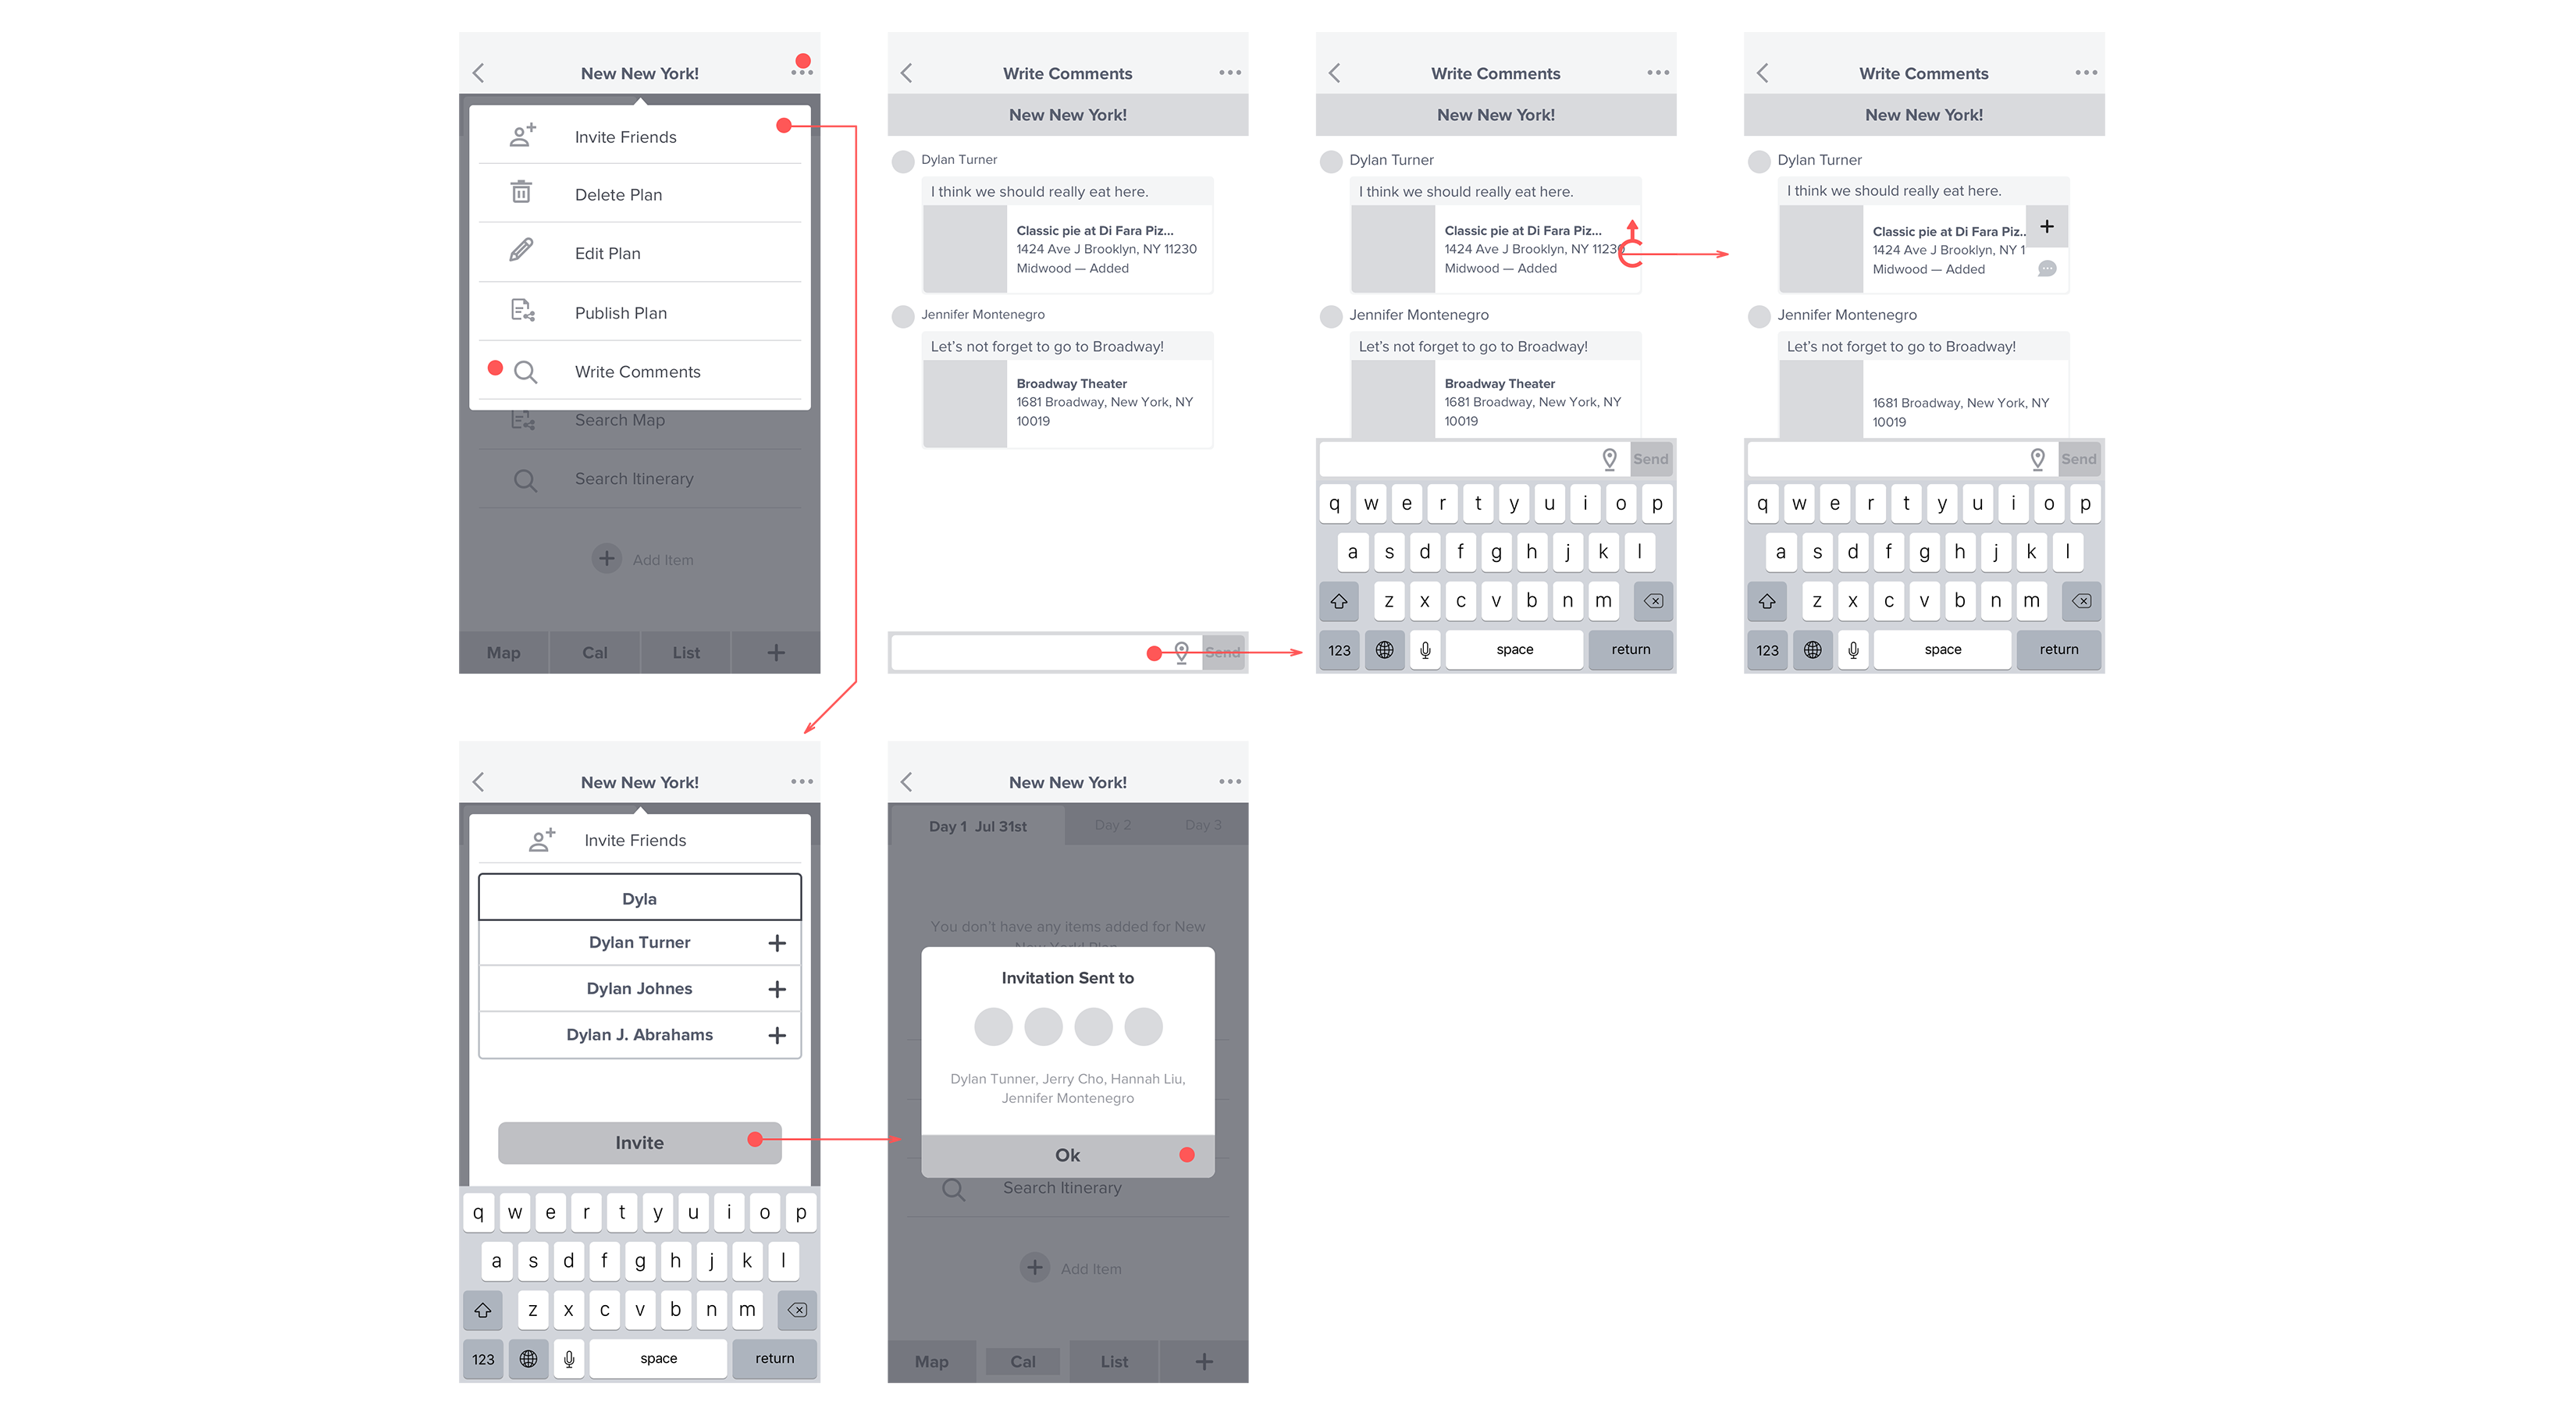 New New York!
Invite Friends
Delete Plan
Edit Plan
Publish Plan
Write Comments
Search Map
Search Itinerary
Add Item
Map Cal List
Write Comments
New New York!
Dylan Turner
I think we should really eat here.
Classic pie at Di Fara Piz...
1424 Ave J Brooklyn, NY 11230
Midwood — Added
Jennifer Montenegro
Let's not forget to go to Broadway!
Broadway Theater
1681 Broadway, New York, NY
10019
Send
Write Comments
New New York!
Dylan Turner
I think we should really eat here.
Classic pie at Di Fara Piz...
1424 Ave J Brooklyn, NY 11230
Midwood — Added
Jennifer Montenegro
Let's not forget to go to Broadway!
Broadway Theater
1681 Broadway, New York, NY
10019
Send
q w e r t y u i o p
a s d f g h j k l
z x c v b n m
123 space return
Write Comments
New New York!
Dylan Turner
I think we should really eat here.
Classic pie at Di Fara Piz..
1424 Ave J Brooklyn, NY 1
Midwood — Added
Jennifer Montenegro
Let's not forget to go to Broadway!
1681 Broadway, New York, NY
10019
Send
q w e r t y u i o p
a s d f g h j k l
z x c v b n m
123 space return
New New York!
Invite Friends
Dyla
Dylan Turner +
Dylan Johnes +
Dylan J. Abrahams +
Invite
q w e r t y u i o p
a s d f g h j k l
z x c v b n m
123 space return
New New York!
Day 1 Jul 31st Day 2 Day 3
You don't have any items added for New
New York! Plan
Invitation Sent to
Dylan Tunner, Jerry Cho, Hannah Liu,
Jennifer Montenegro
Ok
Search Itinerary
Add Item
Map Cal List